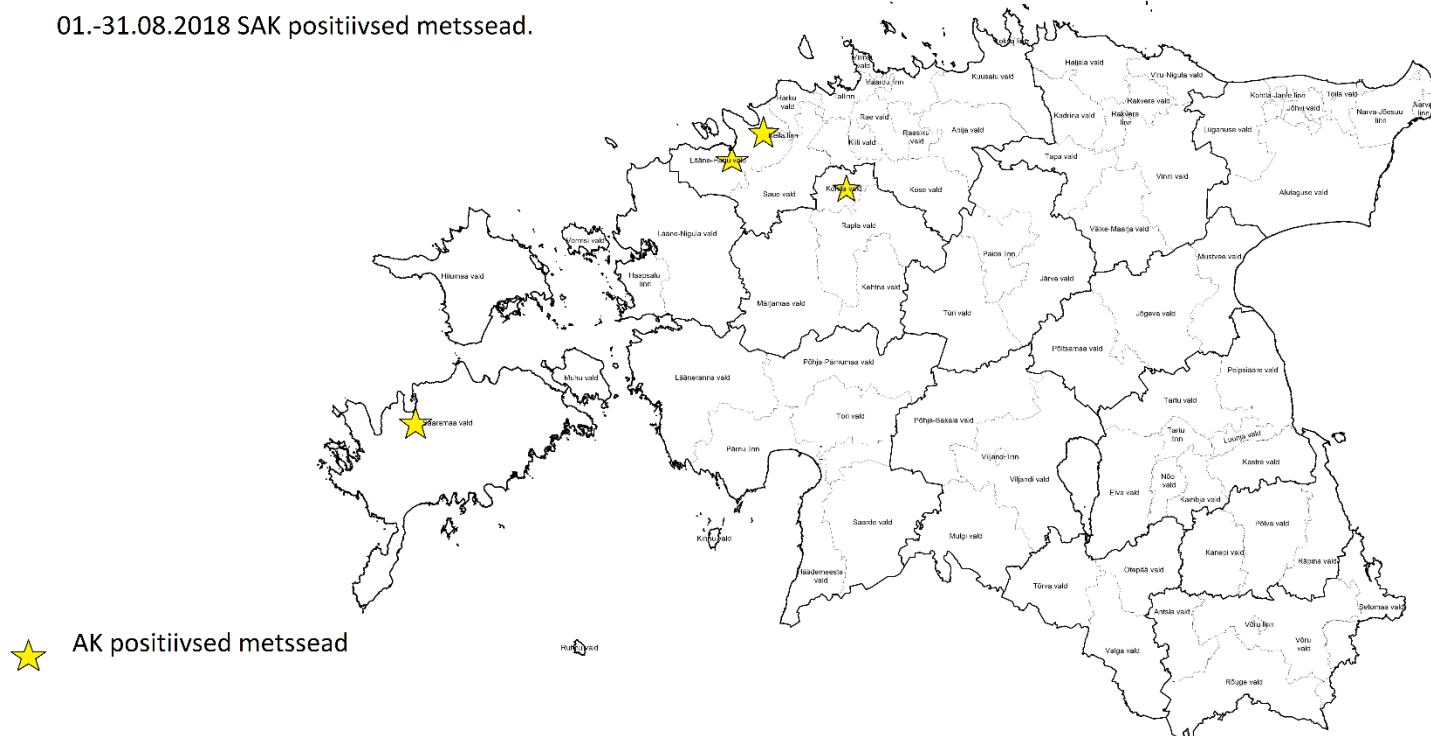 01.-31.08.2018 SAK positiivsed metssead.
Viimsi vald
Maardu linn
Kuusalu vald
Loksa linn
Haljala vald
Viru-Nigula vald
Harku vald
Tallinn
Rae vald
Raasiku vald
Anija vald
Kadrina vald
Rakvere vald
Rakvere linn
Kohtla-Järve linn
Toila vald
Jõhvi vald
Narva-Jõesuu linn
Narva linn
Lüganuse vald
Keila linn
Kiili vald
Lääne-Harju vald
Tapa vald
Vinni vald
Saue vald
Kohila vald
Kose vald
Alutaguse vald
Rapla vald
Väike-Maarja vald
Lääne-Nigula vald
Vormsi vald
Paide linn
Mustvee vald
Hiiumaa vald
Haapsalu linn
Kehtna vald
Järva vald
Märjamaa vald
Türi vald
Jõgeva vald
Põltsamaa vald
Põhja-Pärnumaa vald
Peipsiääre vald
Muhu vald
Lääneranna vald
Tartu vald
Tori vald
Põhja-Sakala vald
Saaremaa vald
Tartu linn
Luunja vald
Pärnu linn
Viljandi linn
Kastre vald
Viljandi vald
Nõo vald
Elva vald
Kambja vald
Saarde vald
Põlva vald
Kihnu vald
Mulgi vald
Kanepi vald
Räpina vald
Häädemeeste vald
Otepää vald
Tõrva vald
Antsla vald
Setomaa vald
Võru linn
Võru vald
Ruhnu vald
Valga vald
Rõuge vald
AK positiivsed metssead